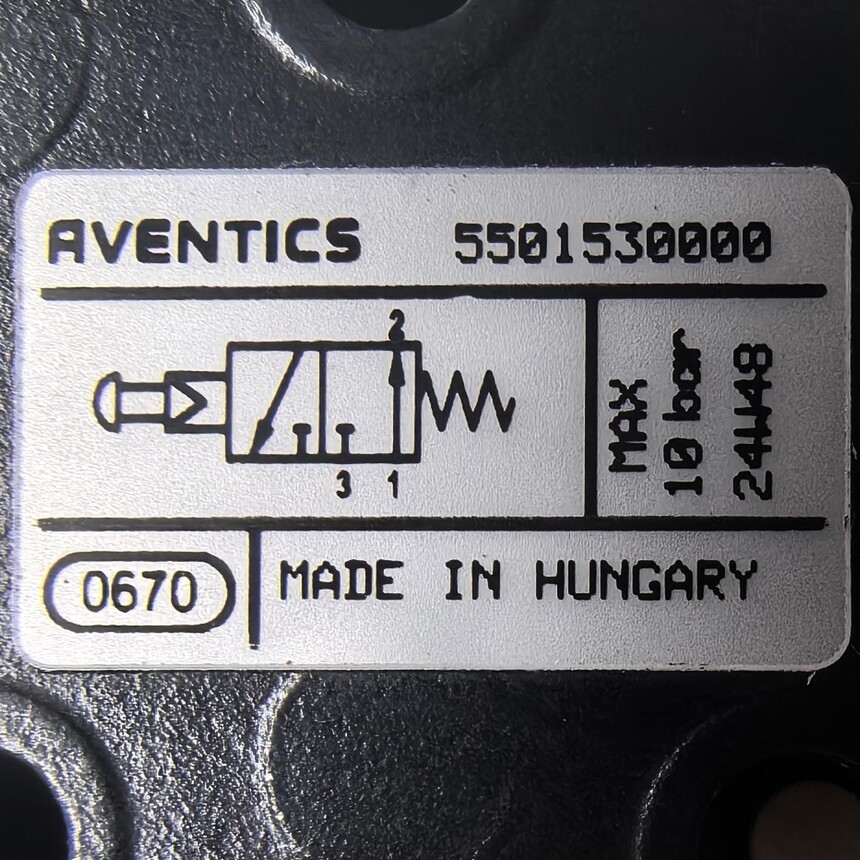 AVENTICS 5501530000
2
3 1
MAX
10 bar
24W48
0670
MADE IN HUNGARY